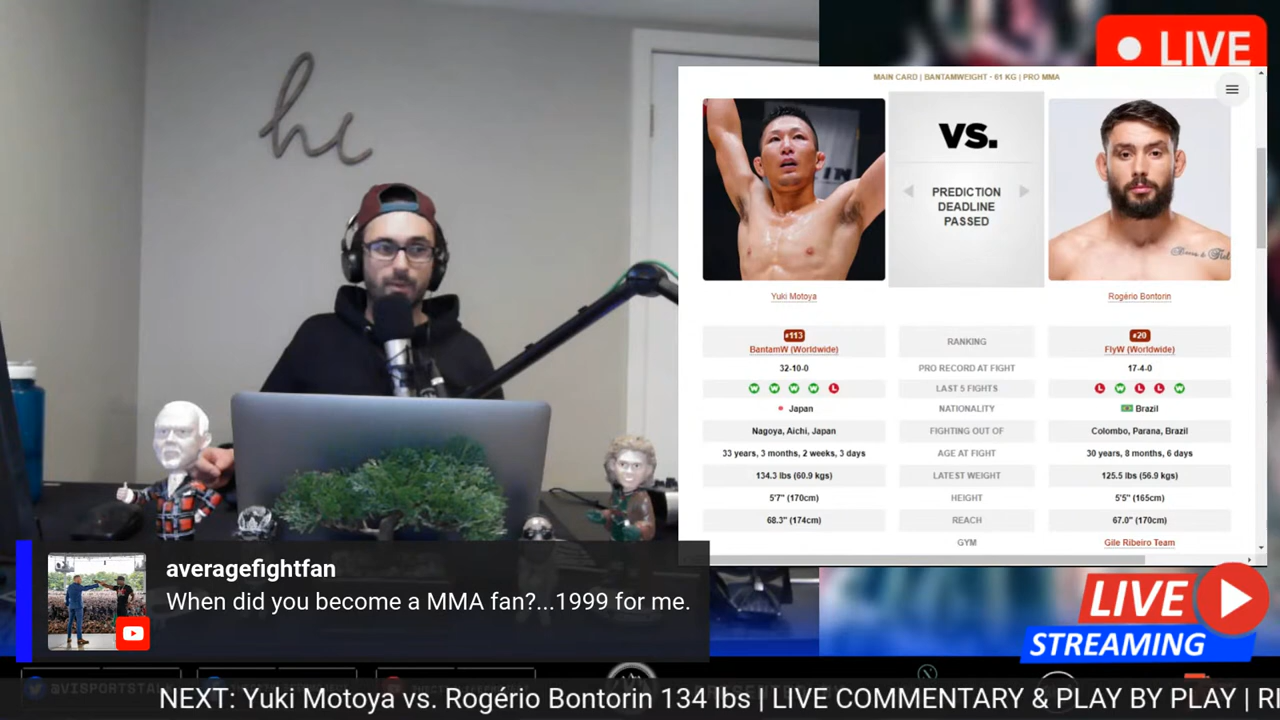 hi
LIVE
MAIN CARD | BANTAMWEIGHT · 61 KG | PRO MMA
VS.
PREDICTION
DEADLINE
PASSED
Yuki Motoya
Rogério Bontorin
#113 RANKING #20
BantamW (Worldwide) FlyW (Worldwide)
32-10-0 PRO RECORD AT FIGHT 17-4-0
W W W W L LAST 5 FIGHTS L W L L W
Japan NATIONALITY Brazil
Nagoya, Aichi, Japan FIGHTING OUT OF Colombo, Parana, Brazil
33 years, 3 months, 2 weeks, 3 days AGE AT FIGHT 30 years, 8 months, 6 days
134.3 lbs (60.9 kgs) LATEST WEIGHT 125.5 lbs (56.9 kgs)
5'7" (170cm) HEIGHT 5'5" (165cm)
68.3" (174cm) REACH 67.0" (170cm)
GYM Gile Ribeiro Team
averagefightfan
When did you become a MMA fan?...1999 for me.
LIVE
STREAMING
NEXT: Yuki Motoya vs. Rogério Bontorin 134 lbs | LIVE COMMENTARY & PLAY BY PLAY |